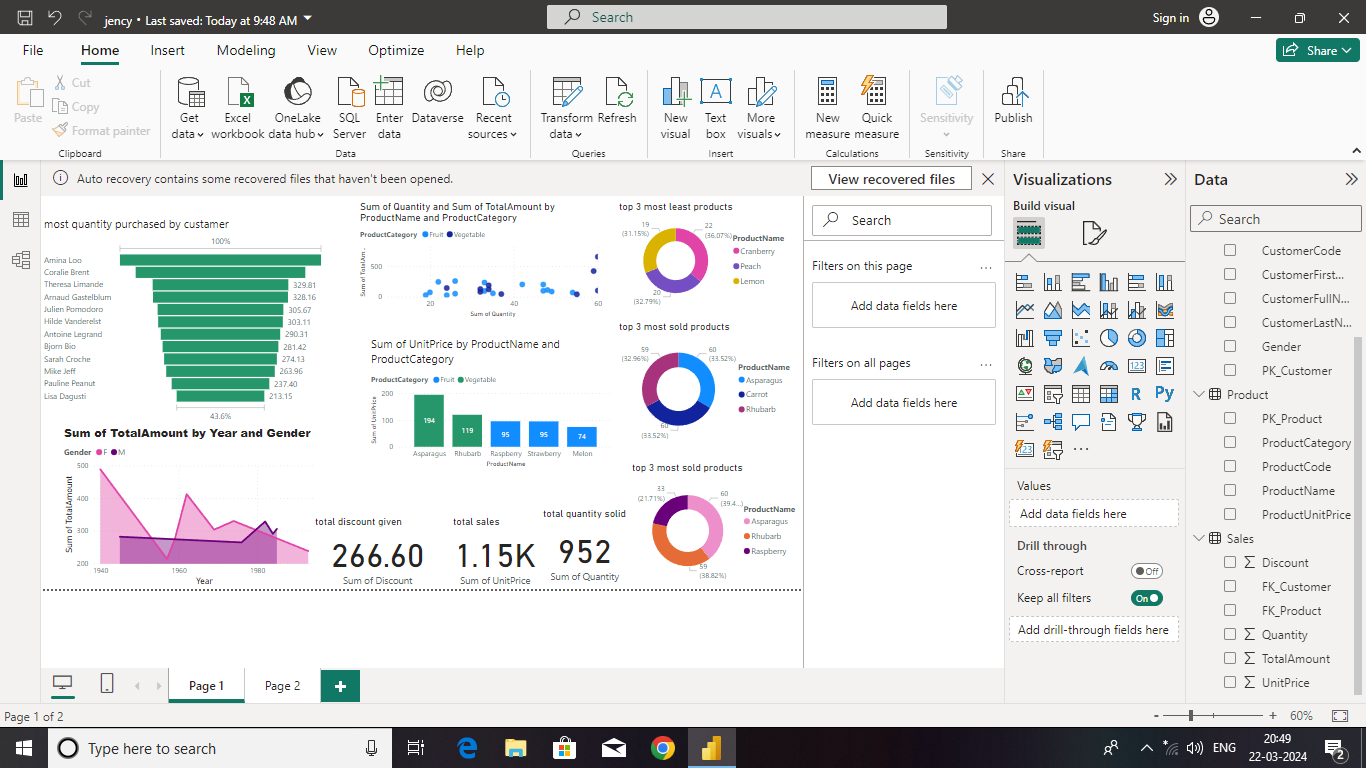 jency • Last saved: Today at 9:48 AM
Search
Sign in
File
Home
Insert
Modeling
View
Optimize
Help
Share
Paste
Cut
Copy
Format painter
Clipboard
Get data
Excel workbook
OneLake data hub
SQL Server
Enter data
Dataverse
Recent sources
Data
Transform data
Refresh
Queries
New visual
Text box
More visuals
Insert
New measure
Quick measure
Calculations
Sensitivity
Sensitivity
Publish
Share
Auto recovery contains some recovered files that haven't been opened.
View recovered files
most quantity purchased by custamer
100%
Amina Loo
Coralie Brent
Theresa Limande
329.81
Arnaud Gastelblum
328.16
Julien Pomodoro
305.67
Hilde Vanderelst
303.11
Antoine Legrand
290.31
Bjorn Bio
281.42
Sarah Croche
274.13
Mike Jeff
263.96
Pauline Peanut
237.40
Lisa Dagusti
213.15
43.6%
Sum of TotalAmount by Year and Gender
Gender F M
Sum of TotalAmount
500
400
300
200
1940
1960
1980
Year
Sum of Quantity and Sum of TotalAmount by
ProductName and ProductCategory
ProductCategory Fruit Vegetable
Sum of TotalAm...
500
0
20
40
60
Sum of Quantity
Sum of UnitPrice by ProductName and
ProductCategory
ProductCategory Fruit Vegetable
Sum of UnitPrice
200
100
0
194
119
95
95
74
Asparagus
Rhubarb
Raspberry
Strawberry
Melon
ProductName
total discount given
266.60
Sum of Discount
total sales
1.15K
Sum of UnitPrice
total quantity solid
952
Sum of Quantity
top 3 most least products
19
(31.15%)
22
(36.07%)
20
(32.79%)
ProductName
Cranberry
Peach
Lemon
top 3 most sold products
59
(32.96%)
60
(33.52%)
60
(33.52%)
ProductName
Asparagus
Carrot
Rhubarb
top 3 most sold products
33
(21.71%)
60
(39.4...)
59
(38.82%)
ProductName
Asparagus
Rhubarb
Raspberry
Search
Filters on this page
...
Add data fields here
Filters on all pages
...
Add data fields here
Visualizations
Build visual
123
R
Py
123
...
Values
Add data fields here
Drill through
Cross-report
Off
Keep all filters
On
Add drill-through fields here
Data
Search
CustomerCode
CustomerFirst...
CustomerFullN...
CustomerLastN...
Gender
PK_Customer
Product
PK_Product
ProductCategory
ProductCode
ProductName
ProductUnitPrice
Sales
Σ Discount
FK_Customer
FK_Product
Σ Quantity
Σ TotalAmount
Σ UnitPrice
Page 1
Page 2
+
Page 1 of 2
- + 60%
Type here to search
ENG
20:49
22-03-2024
2